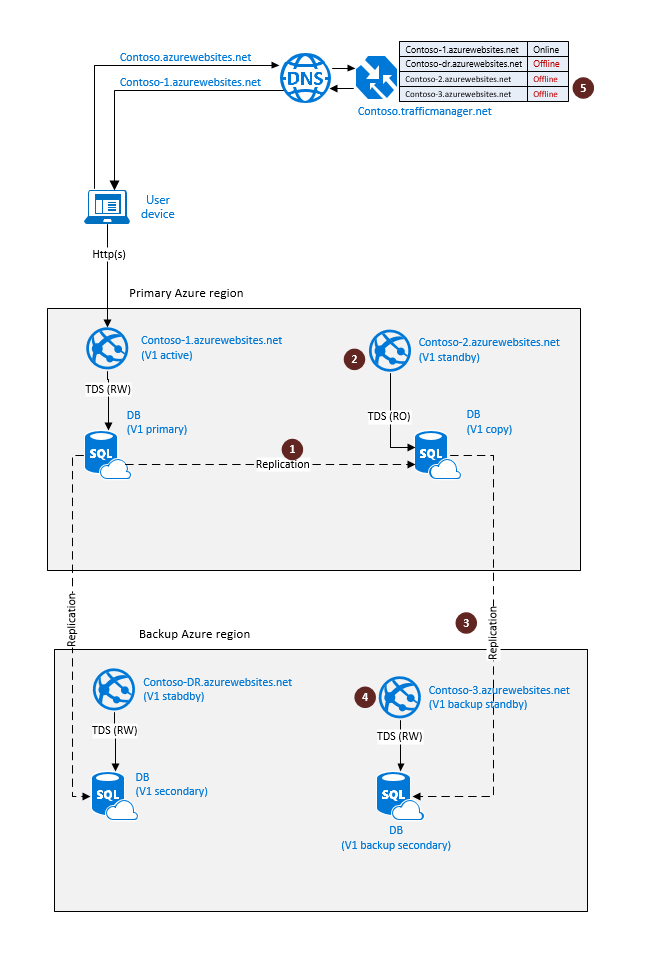 Contoso.azurewebsites.net
Contoso-1.azurewebsites.net
DNS
Contoso-1.azurewebsites.net Online
Contoso-dr.azurewebsites.net Offline
Contoso-2.azurewebsites.net Offline
Contoso-3.azurewebsites.net Offline
5
Contoso.trafficmanager.net
User
device
Http(s)
Primary Azure region
Contoso-1.azurewebsites.net
(V1 active)
2
Contoso-2.azurewebsites.net
(V1 standby)
TDS (RW)
TDS (RO)
DB
(V1 primary)
SQL
DB
(V1 copy)
SQL
1
Replication
Replication
3
Replication
Backup Azure region
Contoso-DR.azurewebsites.net
(V1 stabdby)
4
Contoso-3.azurewebsites.net
(V1 backup standby)
TDS (RW)
TDS (RW)
DB
(V1 secondary)
SQL
SQL
DB
(V1 backup secondary)